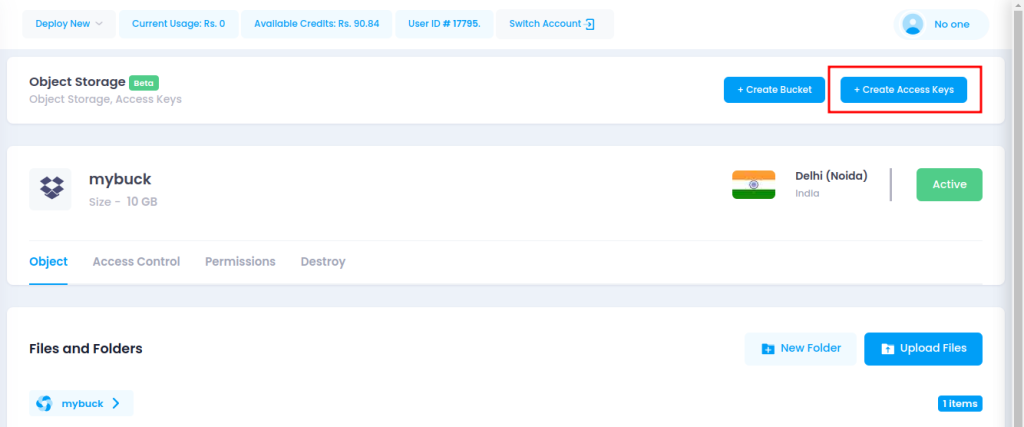 Deploy New Current Usage: Rs. 0 Available Credits: Rs. 90.84 User ID # 17795. Switch Account No one
Object Storage Beta
Object Storage, Access Keys
+ Create Bucket + Create Access Keys
mybuck
Size - 10 GB
Delhi (Noida)
India
Active
Object Access Control Permissions Destroy
Files and Folders New Folder Upload Files
mybuck 1 Items